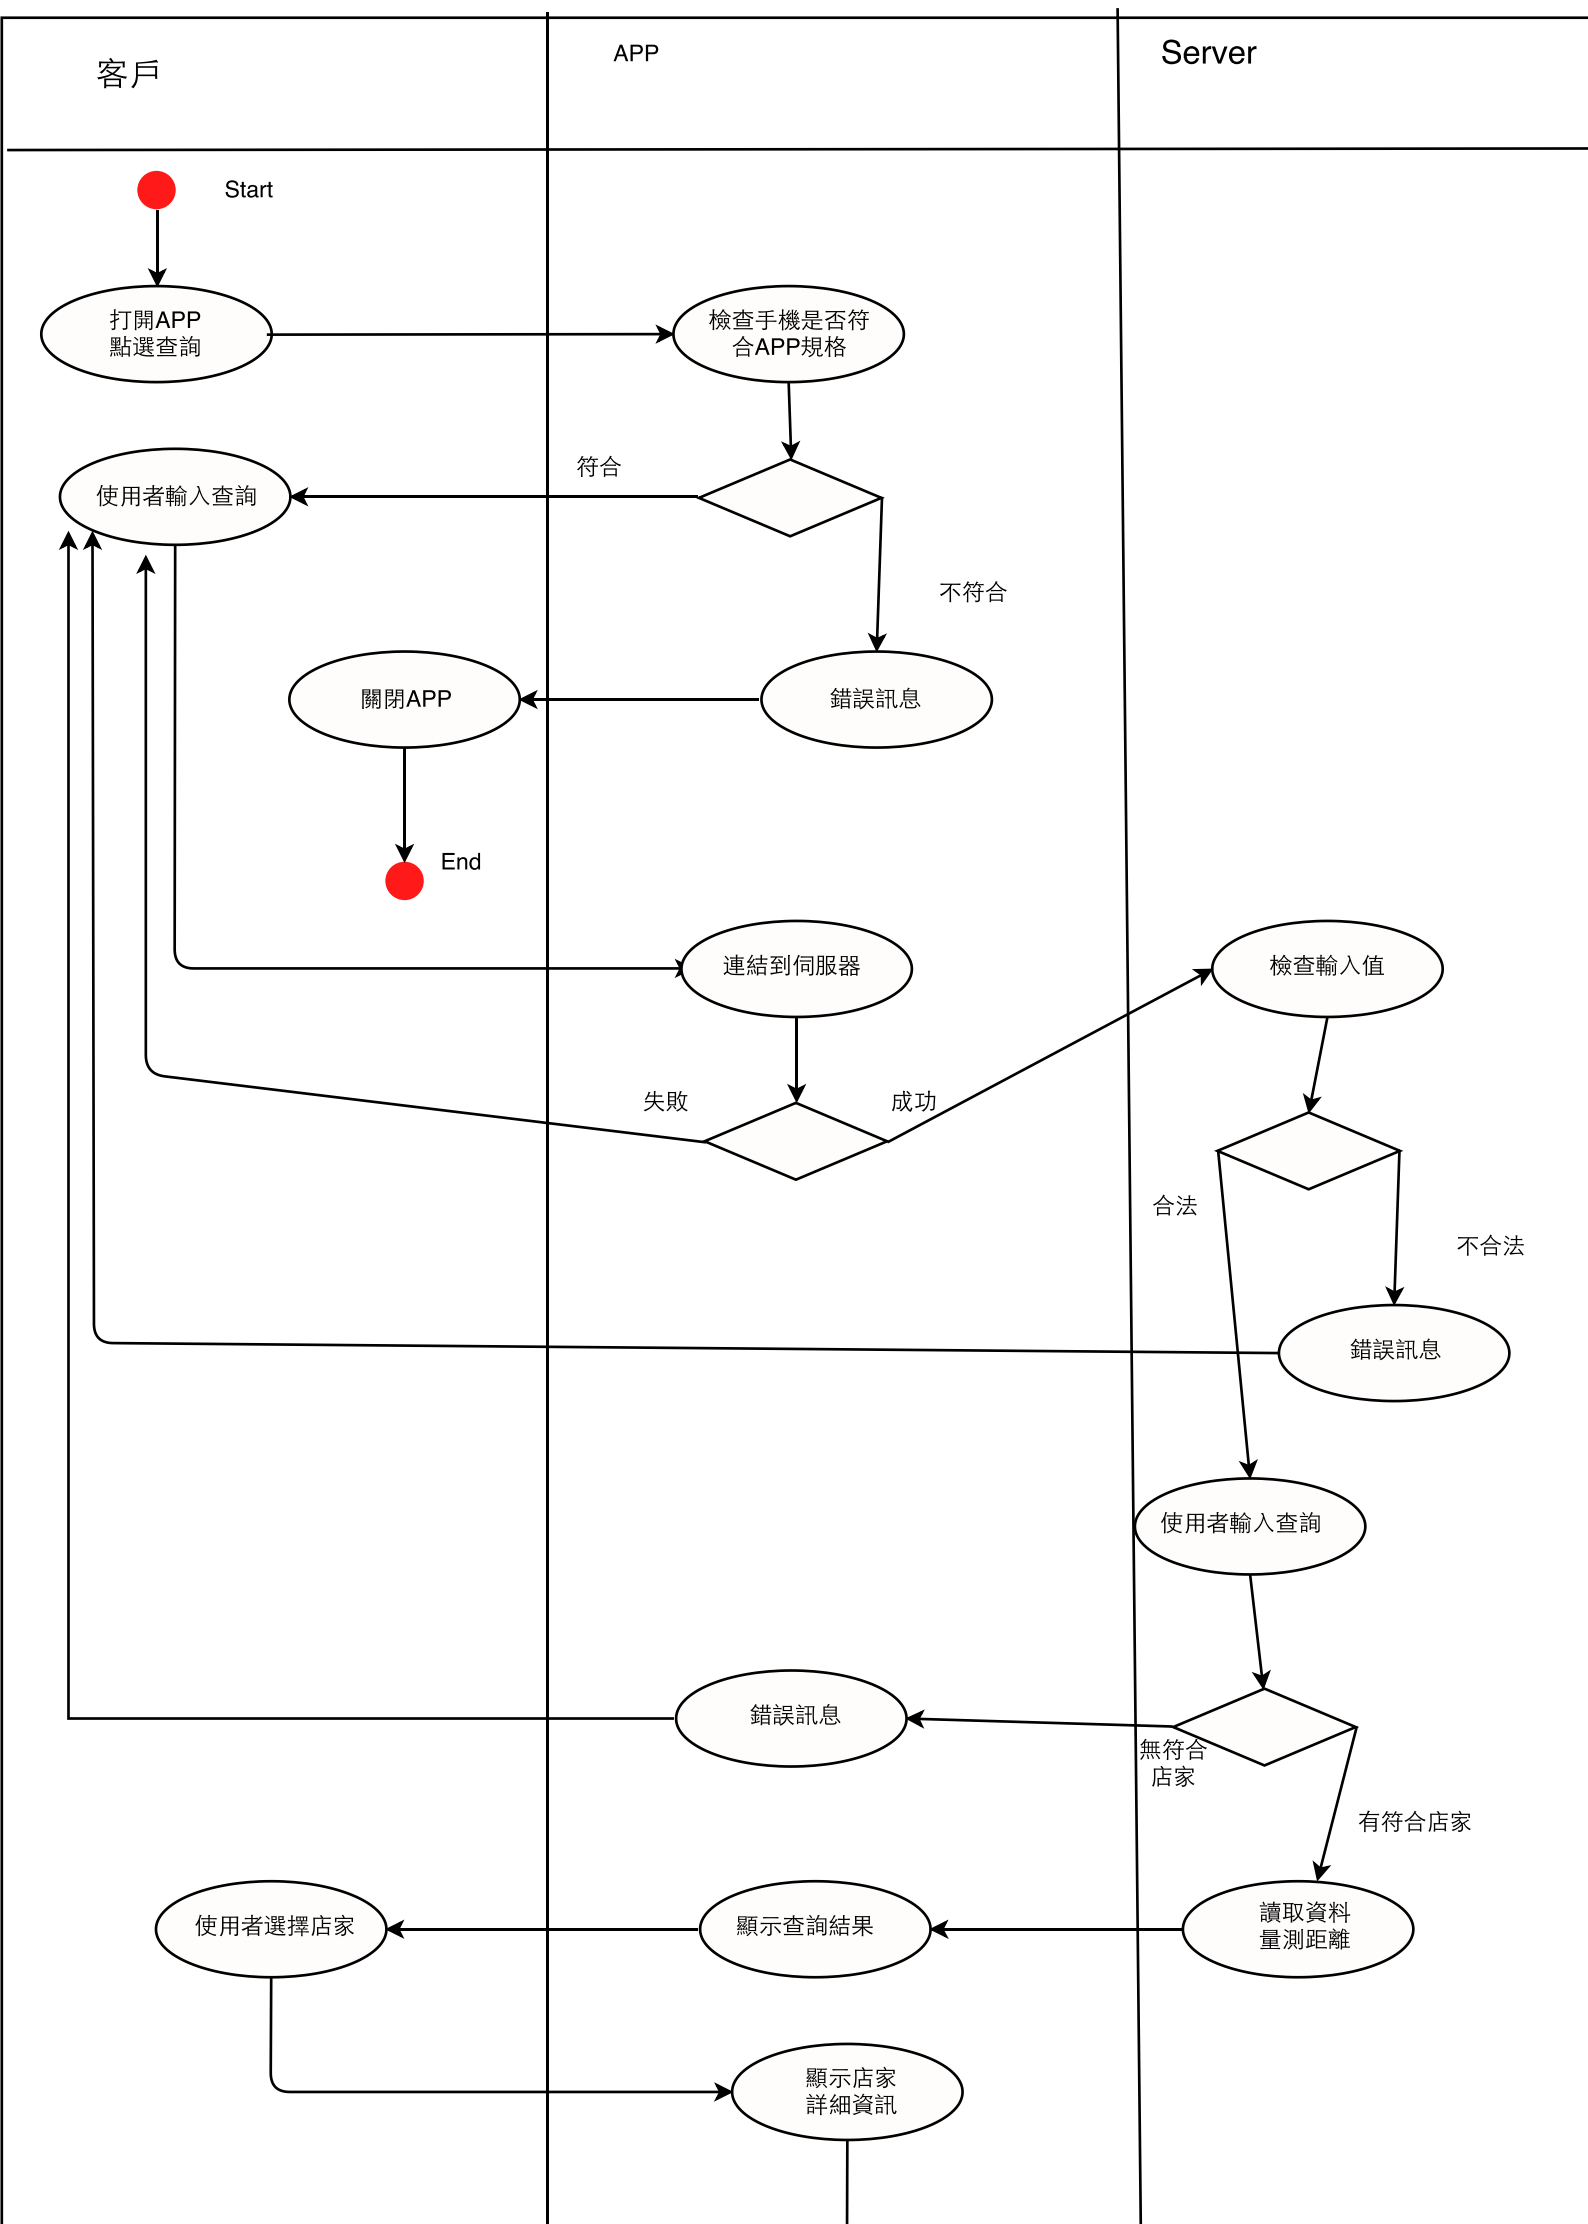 客戶
APP
Server
Start
打開APP
點選查詢
檢查手機是否符
合APP規格
符合
使用者輸入查詢
不符合
關閉APP
錯誤訊息
End
連結到伺服器
檢查輸入值
失敗
成功
合法
不合法
錯誤訊息
使用者輸入查詢
錯誤訊息
無符合
店家
有符合店家
使用者選擇店家
顯示查詢結果
讀取資料
量測距離
顯示店家
詳細資訊